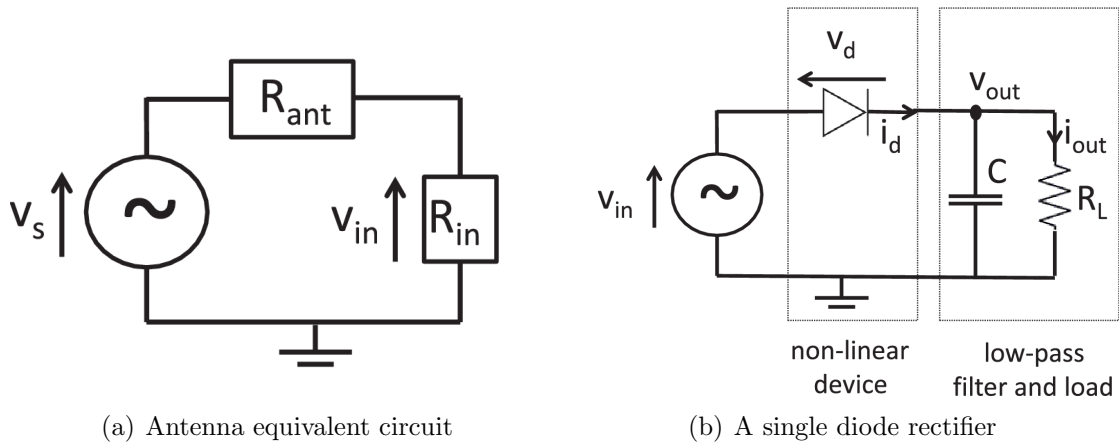 R_ant
v_s
~
v_in
R_in
(a) Antenna equivalent circuit
v_d
v_out
i_d
i_out
v_in
~
C
R_L
non-linear
device
low-pass
filter and load
(b) A single diode rectifier